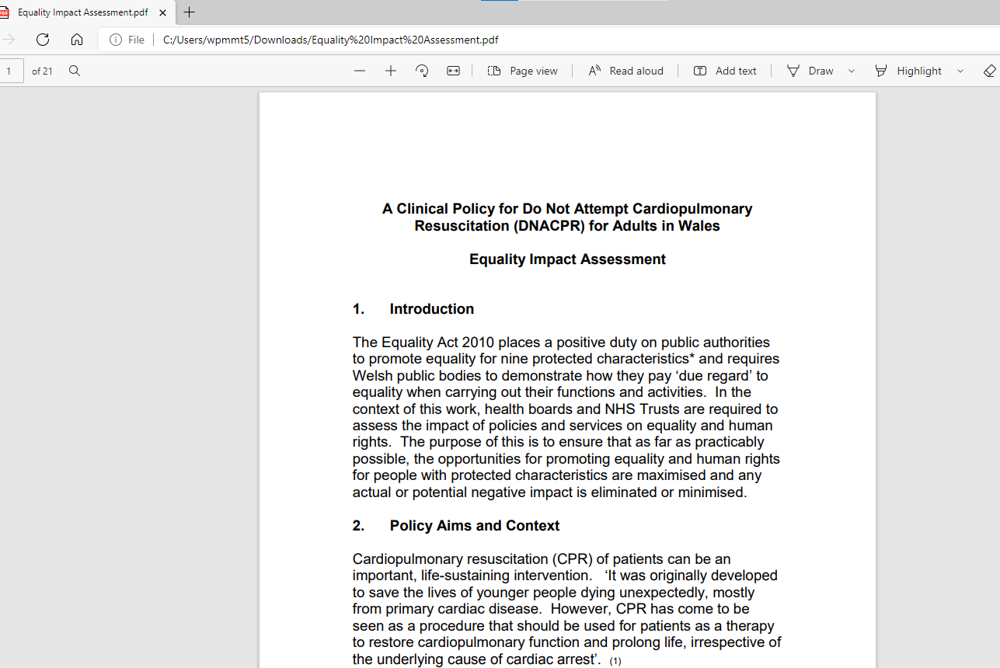 Equality Impact Assessment.pdf
File
C:/Users/wpmmt5/Downloads/Equality%20Impact%20Assessment.pdf
1 of 21
Page view
Read aloud
Add text
Draw
Highlight
A Clinical Policy for Do Not Attempt Cardiopulmonary
Resuscitation (DNACPR) for Adults in Wales
Equality Impact Assessment
1. Introduction
The Equality Act 2010 places a positive duty on public authorities
to promote equality for nine protected characteristics* and requires
Welsh public bodies to demonstrate how they pay ‘due regard’ to
equality when carrying out their functions and activities. In the
context of this work, health boards and NHS Trusts are required to
assess the impact of policies and services on equality and human
rights. The purpose of this is to ensure that as far as practicably
possible, the opportunities for promoting equality and human rights
for people with protected characteristics are maximised and any
actual or potential negative impact is eliminated or minimised.
2. Policy Aims and Context
Cardiopulmonary resuscitation (CPR) of patients can be an
important, life-sustaining intervention. ‘It was originally developed
to save the lives of younger people dying unexpectedly, mostly
from primary cardiac disease. However, CPR has come to be
seen as a procedure that should be used for patients as a therapy
to restore cardiopulmonary function and prolong life, irrespective of
the underlying cause of cardiac arrest’. (1)